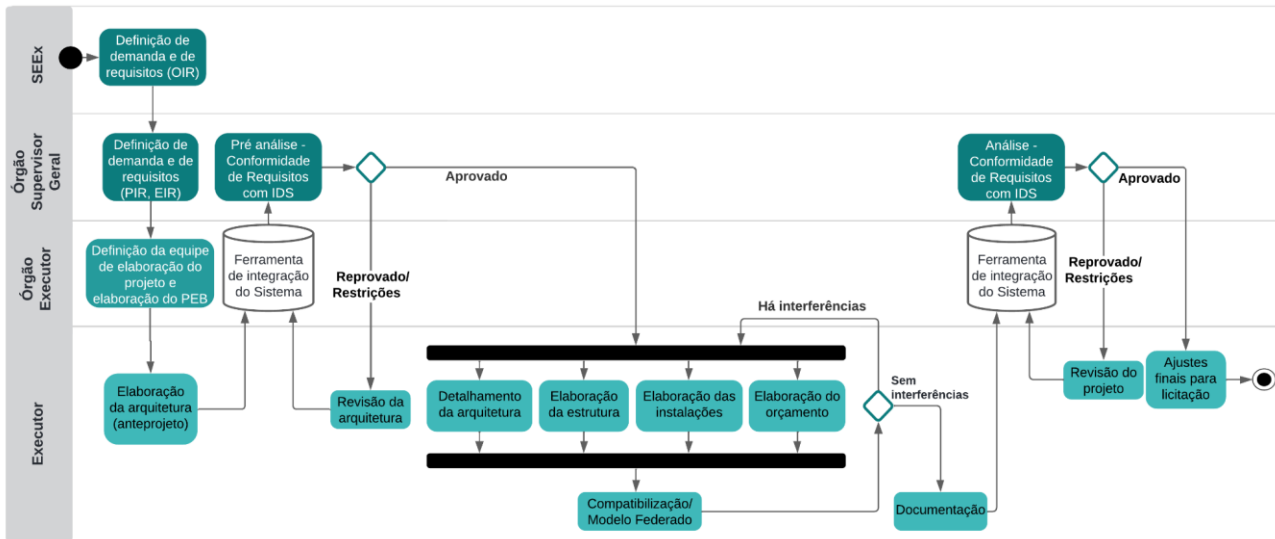 SEEx
Definição de
demanda e de
requisitos (OIR)
Órgão
Supervisor
Geral
Definição de
demanda e de
requisitos
(PIR, EIR)
Pré análise -
Conformidade
de Requisitos
com IDS
Aprovado
Análise -
Conformidade
de Requisitos
com IDS
Aprovado
Órgão
Executor
Definição da equipe
de elaboração do
projeto e
elaboração do PEB
Ferramenta
de integração
do Sistema
Reprovado/
Restrições
Ferramenta
de integração
do Sistema
Reprovado/
Restrições
Executor
Elaboração
da arquitetura
(anteprojeto)
Revisão da
arquitetura
Há interferências
Detalhamento
da arquitetura
Elaboração
da estrutura
Elaboração das
instalações
Elaboração do
orçamento
Sem
interferências
Compatibilização/
Modelo Federado
Documentação
Revisão do
projeto
Ajustes
finais para
licitação